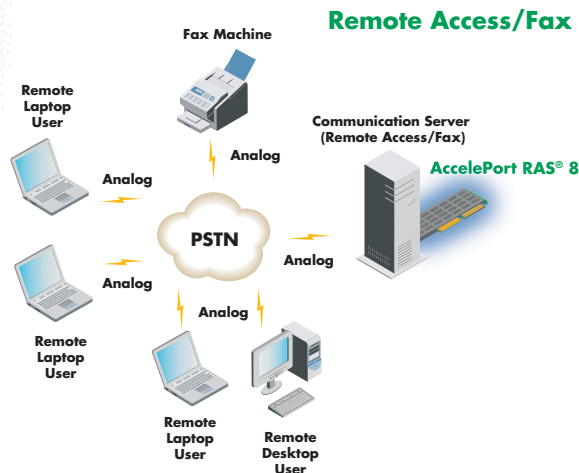 Remote Access/Fax
Fax Machine
Remote
Laptop
User
Communication Server
(Remote Access/Fax)
AccelePort RAS® 8
Analog
Analog
PSTN
Analog
Analog
Analog
Remote
Laptop
User
Remote
Laptop
User
Remote
Desktop
User